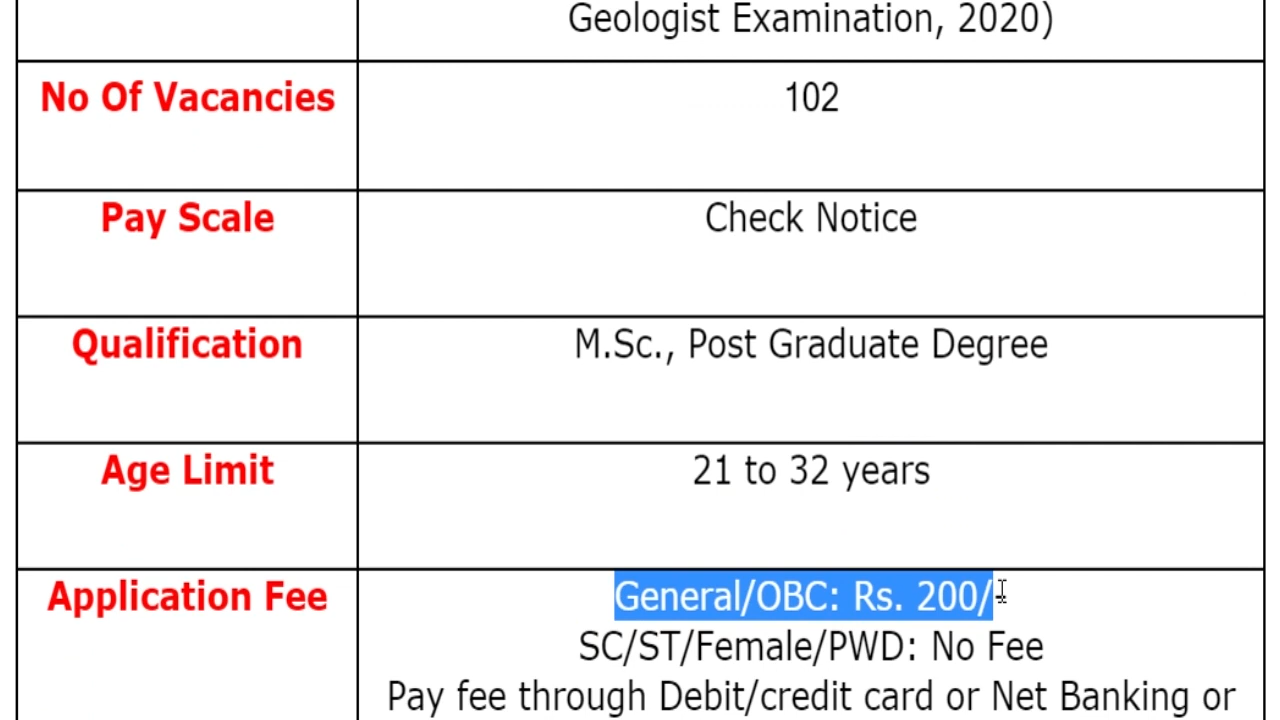 Geologist Examination, 2020)
No Of Vacancies 102
Pay Scale Check Notice
Qualification M.Sc., Post Graduate Degree
Age Limit 21 to 32 years
Application Fee General/OBC: Rs. 200/-
SC/ST/Female/PWD: No Fee
Pay fee through Debit/credit card or Net Banking or